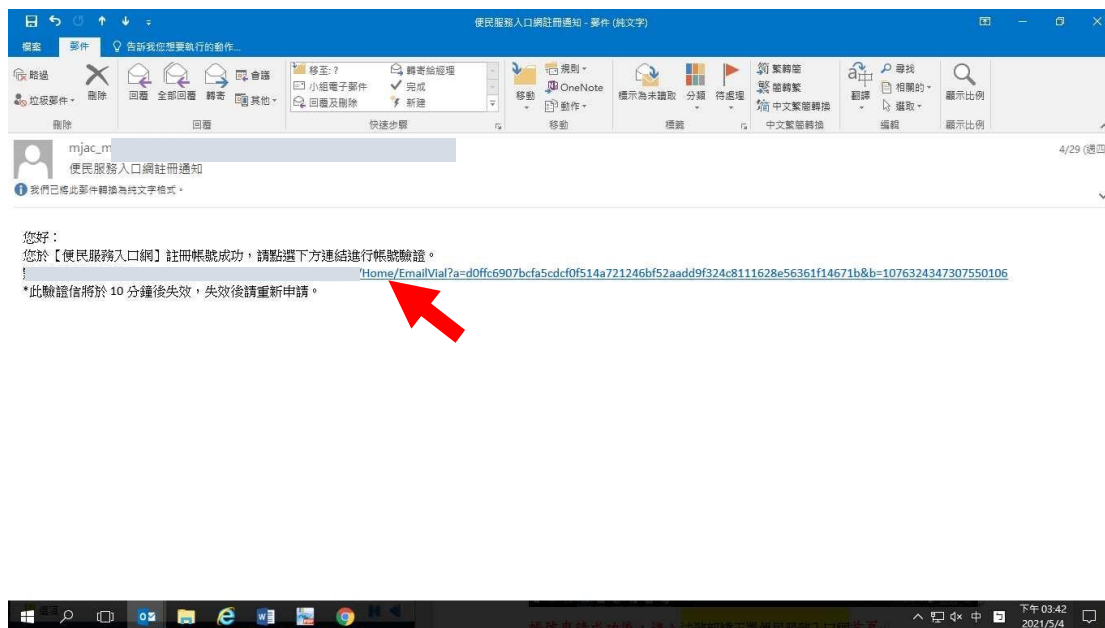 便民服務入口網註冊通知 - 郵件 (純文字)
檔案
郵件
告訴我您想要執行的動作...
略過
垃圾郵件
刪除
回覆
全部回覆
轉寄
會議
其他
移至: ?
小組電子郵件
回覆及刪除
轉寄給經理
完成
新建
移動
規則
OneNote
動作
標示為未讀取
分類
待處理
繁轉簡
簡轉繁
中文繁簡轉換
翻譯
尋找
相關的
選取
顯示比例
刪除
回覆
快速步驟
移動
標籤
中文繁簡轉換
編輯
顯示比例
mjac_m
4/29 (週四
便民服務入口網註冊通知
我們已將此郵件轉換為純文字格式。
您好：
您於【便民服務入口網】註冊帳號成功，請點選下方連結進行帳號驗證。
/Home/EmailVial?a=d0ffc6907bcfa5cdcf0f514a721246bf52aadd9f324c8111628e56361f14671b&b=1076324347307550106
*此驗證信將於 10 分鐘後失效，失效後請重新申請。
中
下午 03:42
2021/5/4